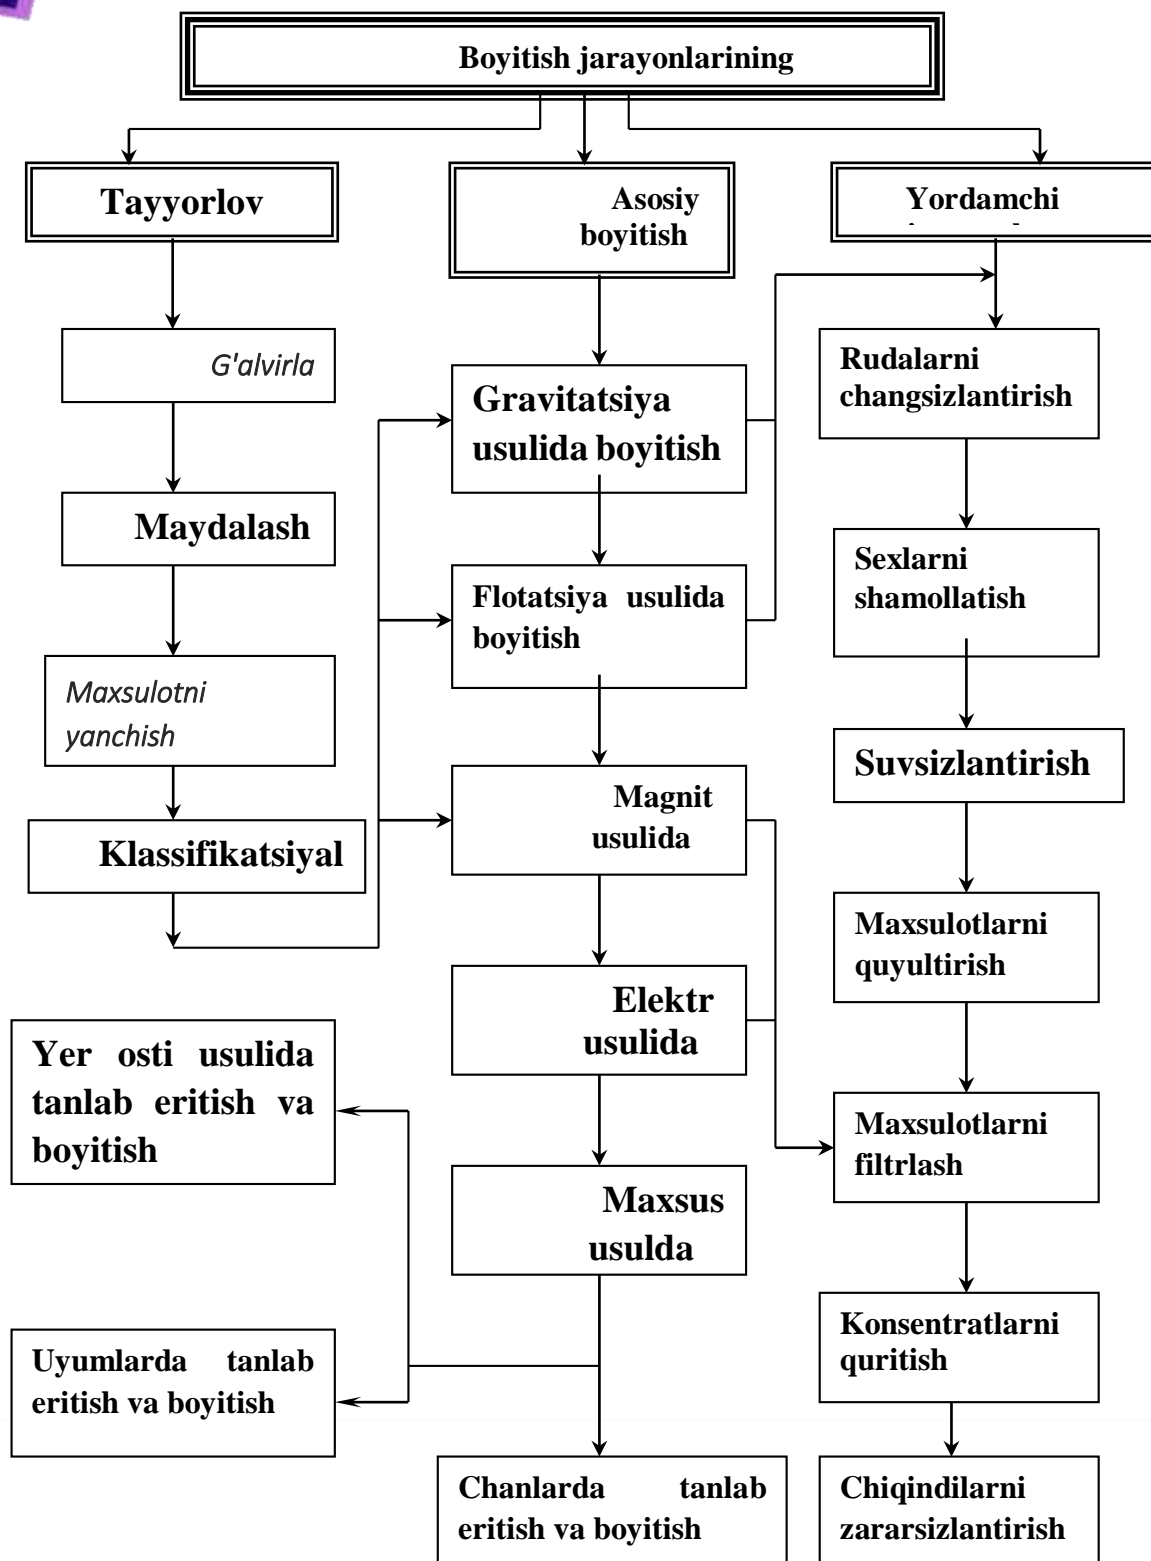 Boyitish jarayonlarining
Tayyorlov
Asosiy
boyitish
Yordamchi
G'alvirla
Gravitatsiya
usulida boyitish
Rudalarni
changsizlantirish
Maydalash
Flotatsiya usulida
boyitish
Sexlarni
shamollatish
Maxsulotni
yanchish
Magnit
usulida
Suvsizlantirish
Klassifikatsiyal
Maxsulotlarni
quyultirish
Elektr
usulida
Yer osti usulida
tanlab eritish va
boyitish
Maxsulotlarni
filtrlash
Maxsus
usulda
Uyumlarda tanlab
eritish va boyitish
Konsentratlarni
quritish
Chanlarda tanlab
eritish va boyitish
Chiqindilarni
zararsizlantirish